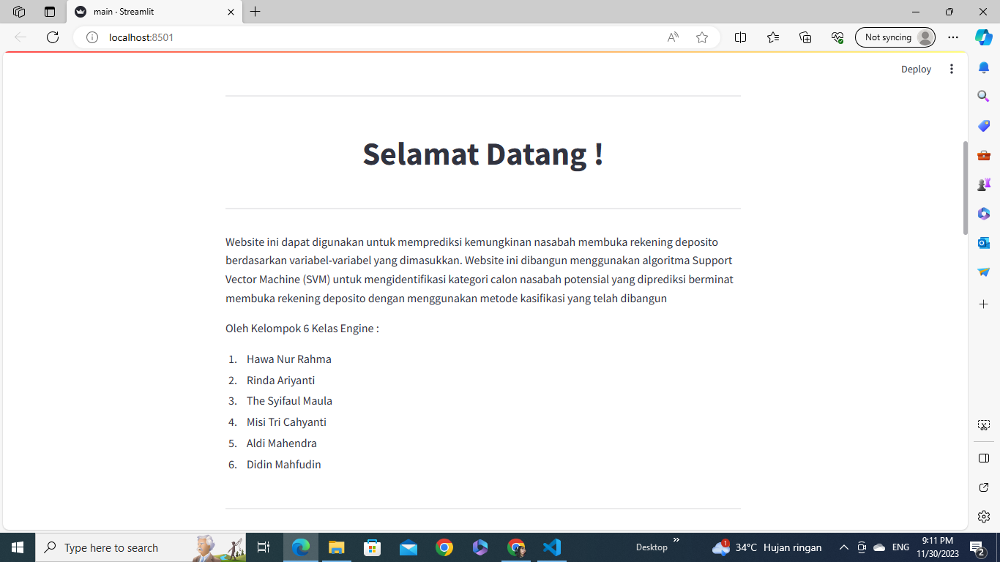 main · Streamlit
localhost:8501
Not syncing
Deploy
Selamat Datang !
Website ini dapat digunakan untuk memprediksi kemungkinan nasabah membuka rekening deposito
berdasarkan variabel-variabel yang dimasukkan. Website ini dibangun menggunakan algoritma Support
Vector Machine (SVM) untuk mengidentifikasi kategori calon nasabah potensial yang diprediksi berminat
membuka rekening deposito dengan menggunakan metode kasifikasi yang telah dibangun
Oleh Kelompok 6 Kelas Engine :
1. Hawa Nur Rahma
2. Rinda Ariyanti
3. The Syifaul Maula
4. Misi Tri Cahyanti
5. Aldi Mahendra
6. Didin Mahfudin
Type here to search
Desktop
1
34°C Hujan ringan
ENG
9:11 PM
11/30/2023
2